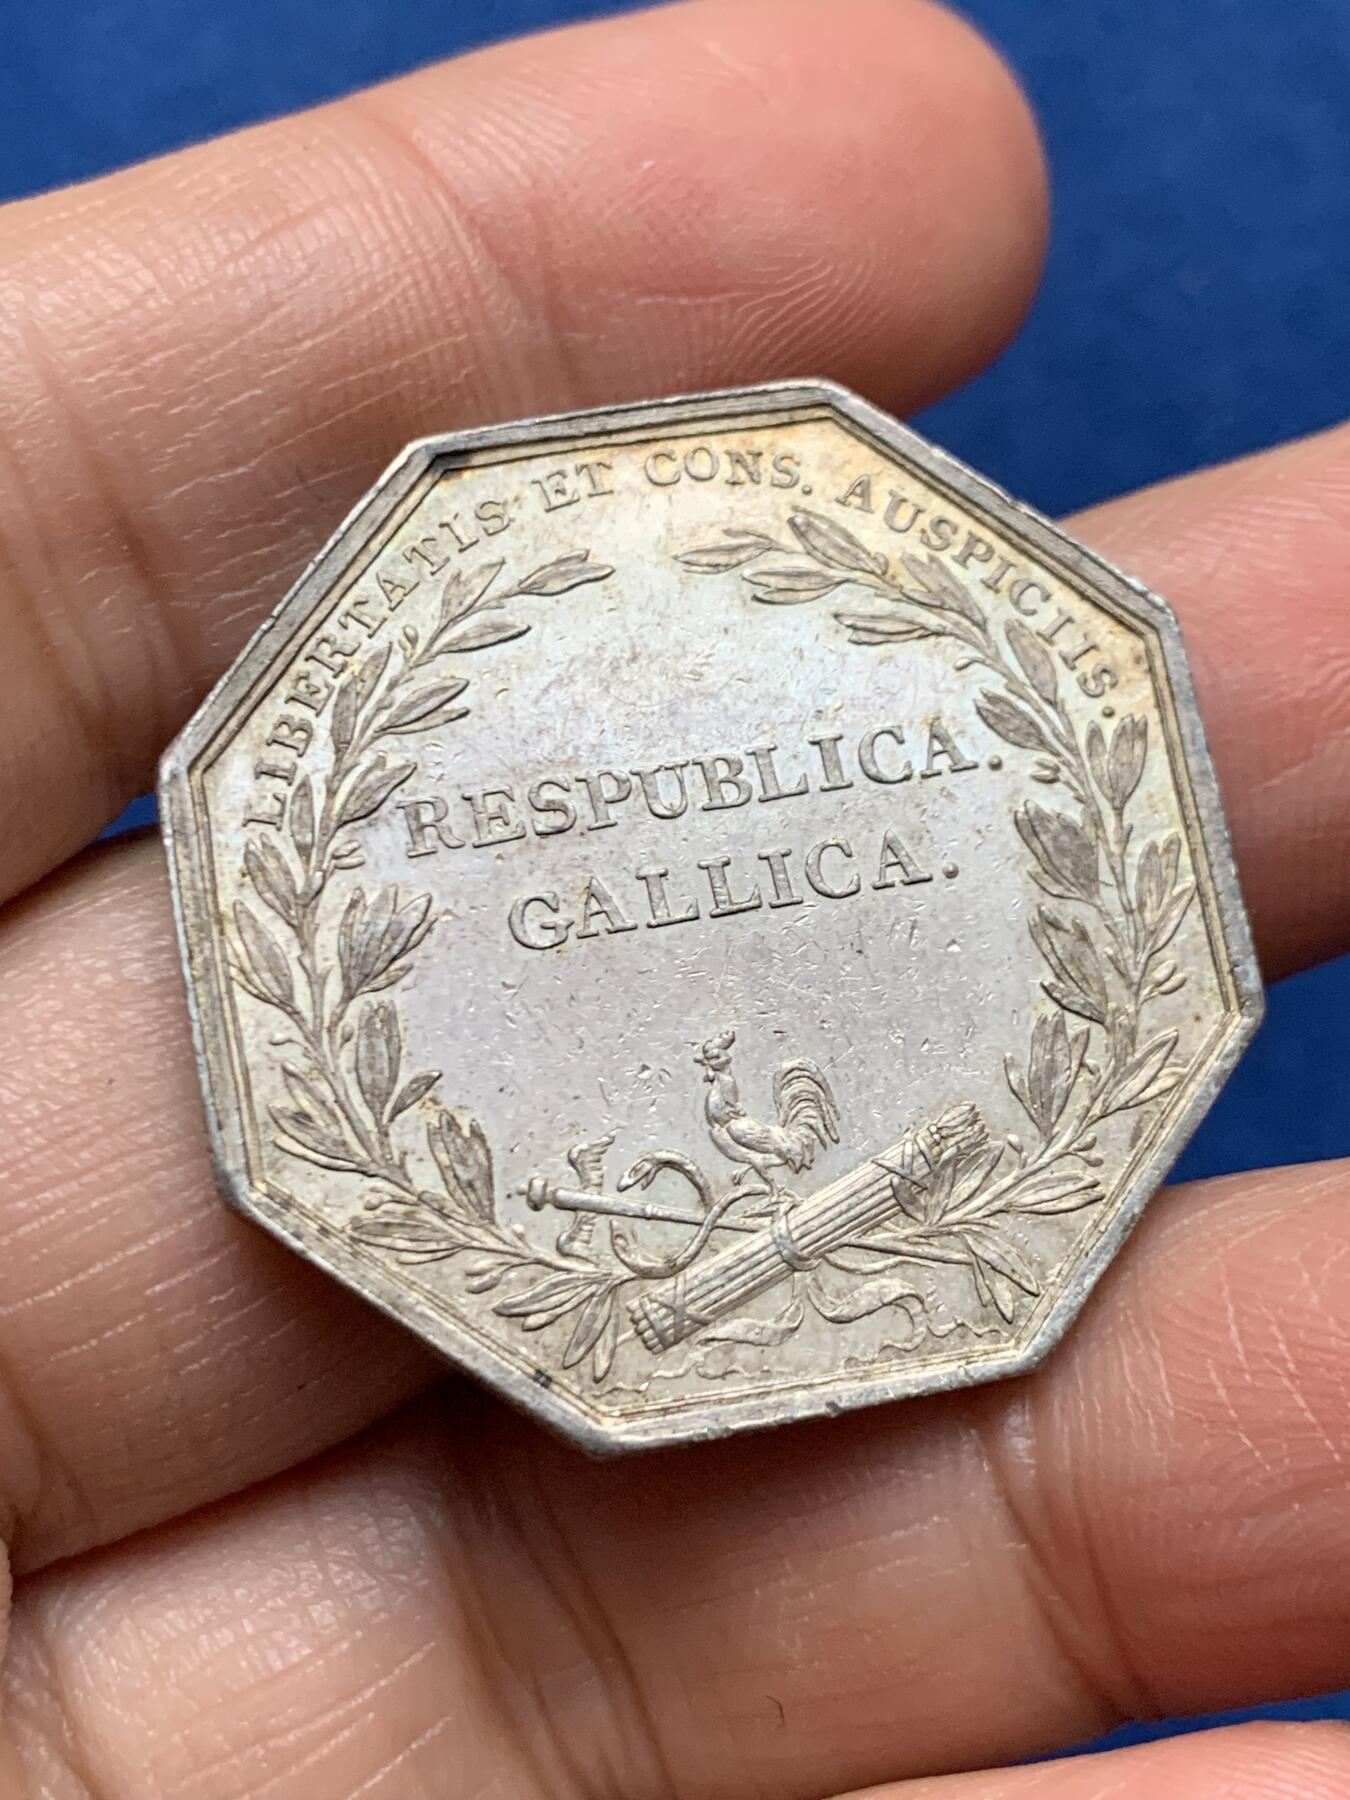 LIBERTATIS ET CONS. AUSPICIIS.
RESPUBLICA.
GALLICA.